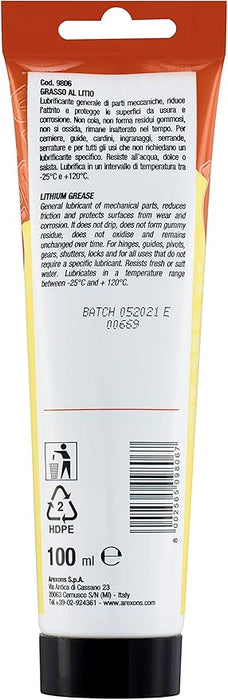 Cod. 9806
GRASSO AL LITIO
Lubrificante generale di parti meccaniche, riduce
l'attrito e protegge le superfici da usura e
corrosione. Non cola, non forma residui gommosi,
non si ossida, rimane inalterato nel tempo. Per
cerniere, guide, cardini, ingranaggi, serrande,
serrature e per tutti gli usi che non richiedano un
lubrificante specifico. Resiste all'acqua, dolce o
salata. Lubrifica in un intervallo di temperatura tra
-25°C e +120°C.
LITHIUM GREASE
General lubricant of mechanical parts, reduces
friction and protects surfaces from wear and
corrosion. It does not drip, does not form gummy
residue, does not oxidise and remains
unchanged over time. For hinges, guides, pivots,
gears, shutters, locks and for all uses that do not
require a specific lubricant. Resists fresh or salt
water. Lubricates in a temperature range
between -25°C and + 120°C.
BATCH 052021 E
00669
8 002565 098067
2
HDPE
100 ml e
Arexons S.p.A.
Via Antica di Cassano 23
20063 Cernusco S/N (MI) - Italy
Tel+39-02-924361 - www.arexons.com